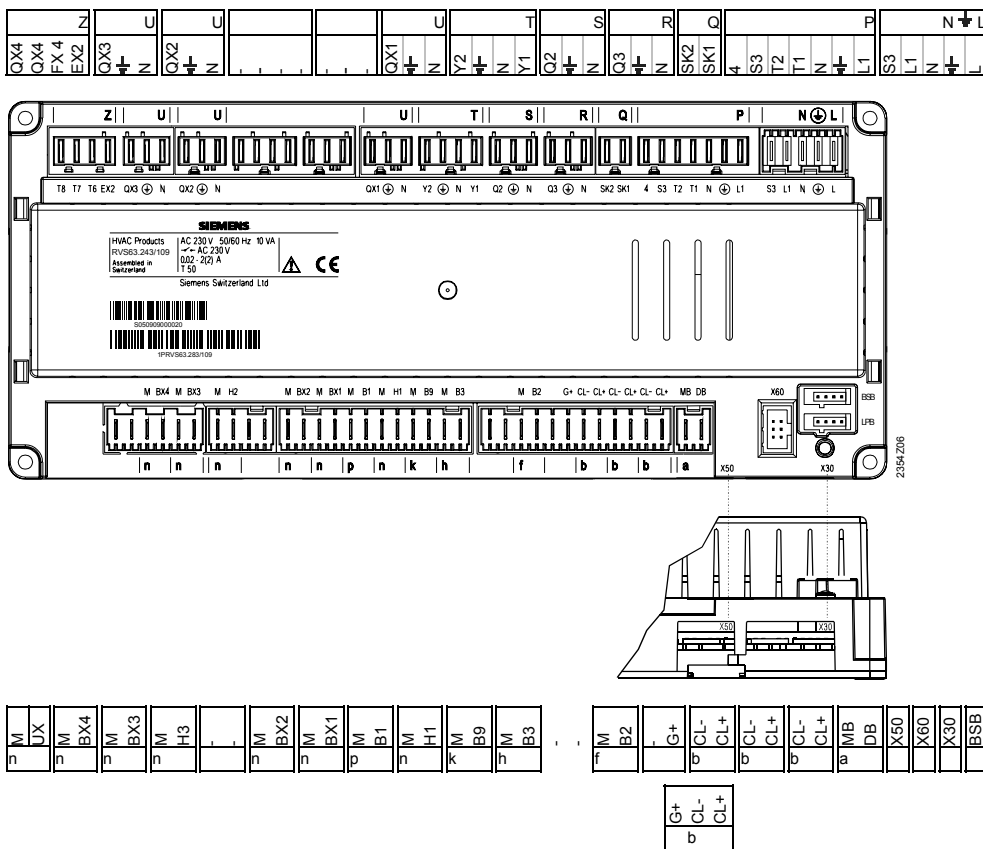 Z U U U T S R Q P N ⏚ L
QX4 QX4 FX 4 EX2 QX3 ⏚ N QX2 ⏚ N - - - - - - - QX1 ⏚ N Y2 ⏚ N Y1 Q2 ⏚ N Q3 ⏚ N SK2 SK1 4 S3 T2 T1 N ⏚ L1 S3 L1 N ⏚ L
Z U U U T S R Q P N ⏚ L
T8 T7 T6 EX2 QX3 ⏚ N QX2 ⏚ N QX1 ⏚ N Y2 ⏚ N Y1 Q2 ⏚ N Q3 ⏚ N SK2 SK1 4 S3 T2 T1 N ⏚ L1 S3 L1 N ⏚ L
SIEMENS
HVAC Products
RVS63.243/109
Assembled in
Switzerland
AC 230 V 50/60 Hz 10 VA
AC 230 V
0.02 - 2(2) A
T 50
CE
Siemens Switzerland Ltd
S050909000020
1PRVS63.283/109
M BX4 M BX3 M H2 M BX2 M BX1 M B1 M H1 M B9 M B3 M B2 G+ CL- CL+ CL- CL+ CL- CL+ MB DB X60
BSB
LPB
n n n n n p n k h f b b b a X50 X30
2354Z06
X50 X30
M UX M BX4 M BX3 M H3 - - M BX2 M BX1 M B1 M H1 M B9 M B3 - - M B2 - G+ CL- CL+ CL- CL+ CL- CL+ MB DB X50 X60 X30 BSB
n n n n n n p n k h f b b b a
G+ CL- CL+
b